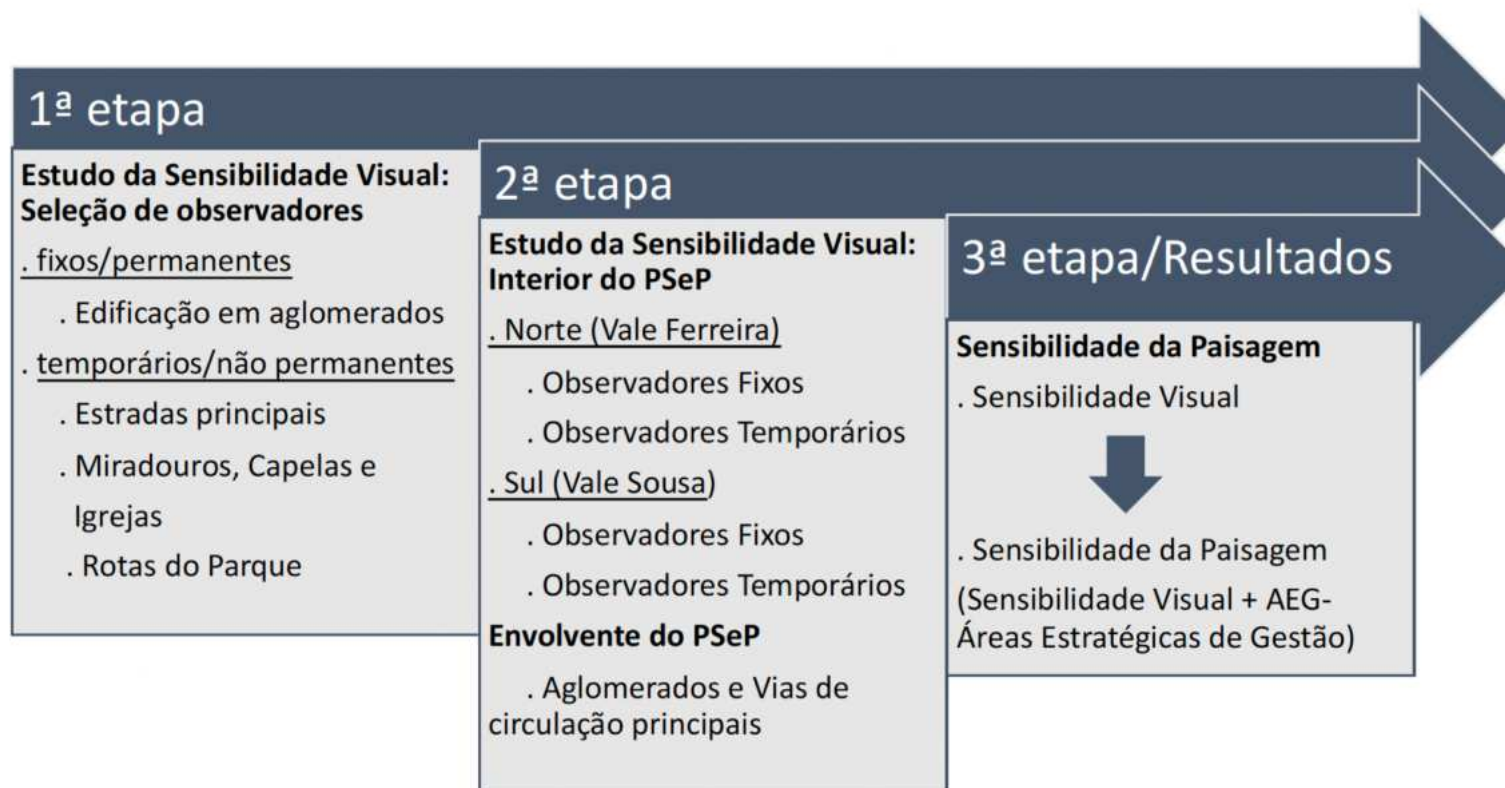 1ª etapa
Estudo da Sensibilidade Visual:
Seleção de observadores
. fixos/permanentes
. Edificação em aglomerados
. temporários/não permanentes
. Estradas principais
. Miradouros, Capelas e
Igrejas
. Rotas do Parque
2ª etapa
Estudo da Sensibilidade Visual:
Interior do PSeP
. Norte (Vale Ferreira)
. Observadores Fixos
. Observadores Temporários
. Sul (Vale Sousa)
. Observadores Fixos
. Observadores Temporários
Envolvente do PSeP
. Aglomerados e Vias de
circulação principais
3ª etapa/Resultados
Sensibilidade da Paisagem
. Sensibilidade Visual
. Sensibilidade da Paisagem
(Sensibilidade Visual + AEG-
Áreas Estratégicas de Gestão)